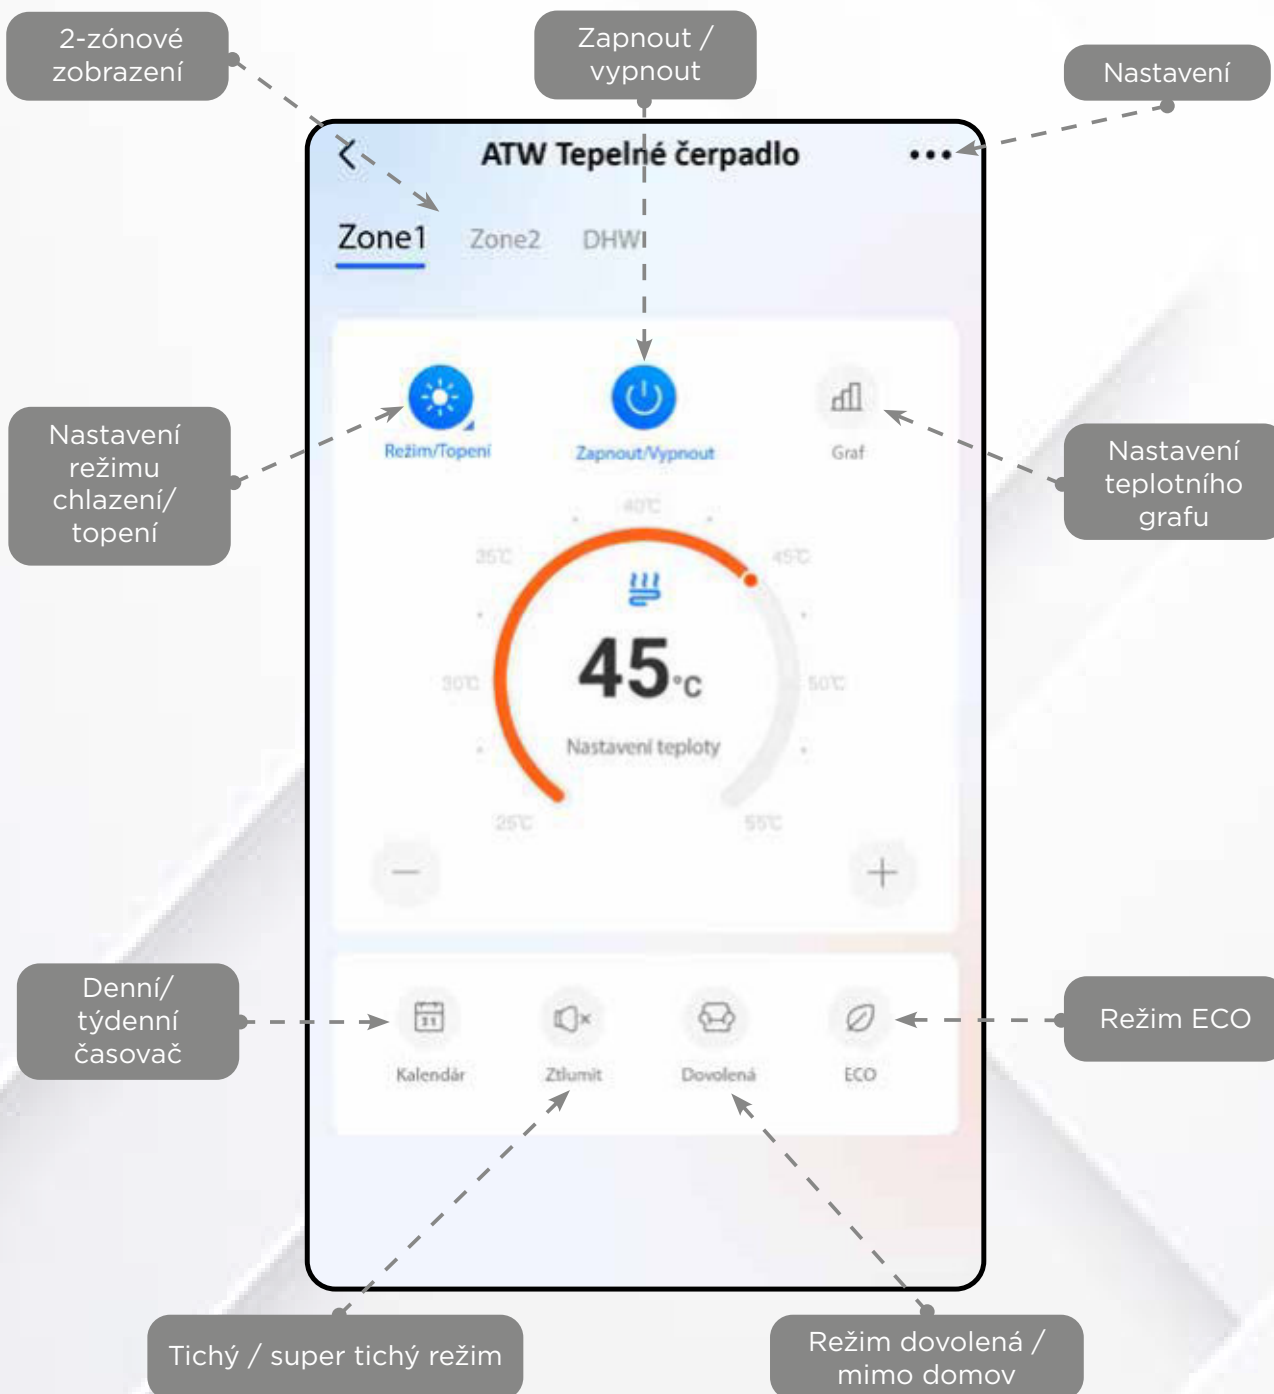 2-zónové
zobrazení
Zapnout /
vypnout
Nastavení
ATW Tepelné čerpadlo
Zone1 Zone2 DHW
Nastavení
režimu
chlazení/
topení
Režim/Topení
Zapnout/Vypnout
Graf
Nastavení
teplotního
grafu
40°C
35°C
45°C
30°C
45°C
50°C
Nastavení teploty
25°C
55°C
Denní/
týdenní
časovač
31
Kalendár
Ztlumit
Dovolená
ECO
Režim ECO
Tichý / super tichý režim
Režim dovolená /
mimo domov